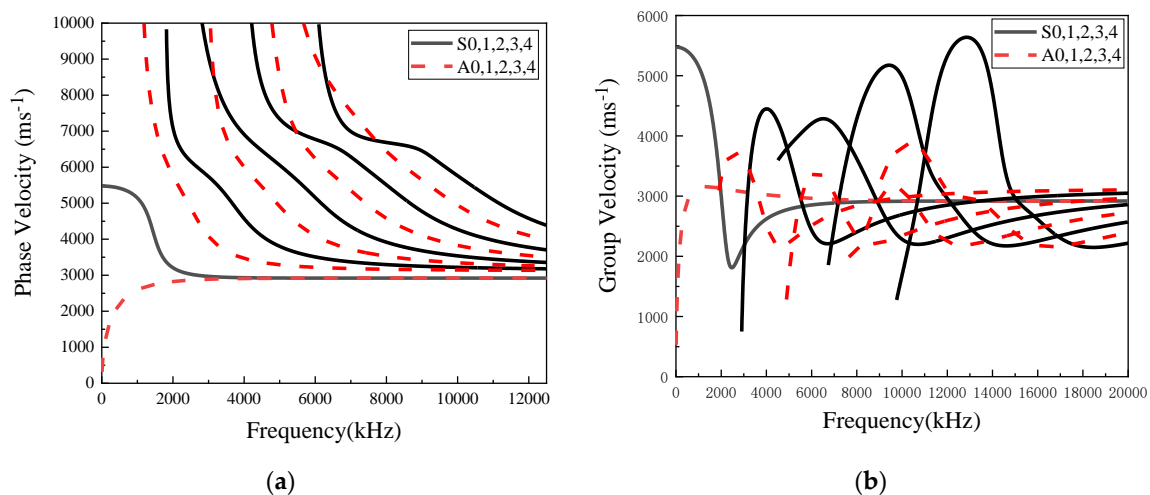 10000
9000
8000
7000
6000
5000
4000
3000
2000
1000
0
Phase Velocity (ms⁻¹)
S0,1,2,3,4
A0,1,2,3,4
0 2000 4000 6000 8000 10000 12000
Frequency(kHz)
(a)
6000
5000
4000
3000
2000
1000
0
Group Velocity (ms⁻¹)
S0,1,2,3,4
A0,1,2,3,4
0 2000 4000 6000 8000 10000 12000 14000 16000 18000 20000
Frequency(kHz)
(b)